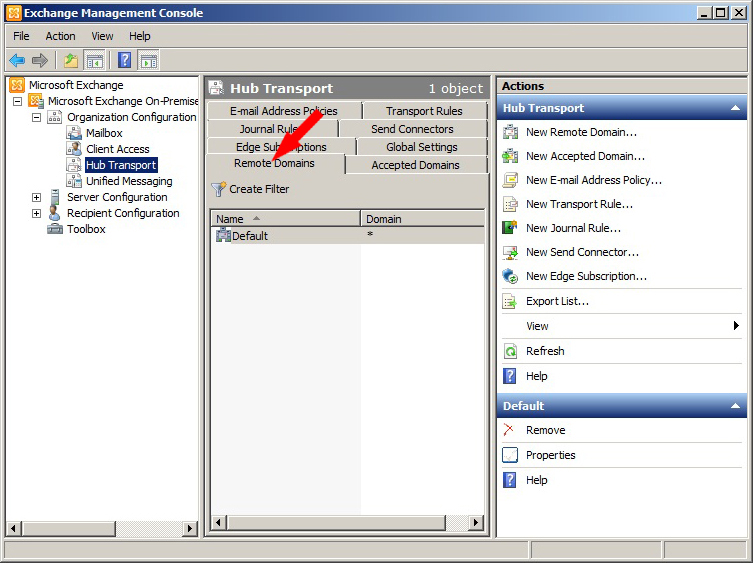 Exchange Management Console
File Action View Help
Microsoft Exchange
Microsoft Exchange On-Premise
Organization Configuration
Mailbox
Client Access
Hub Transport
Unified Messaging
Server Configuration
Recipient Configuration
Toolbox
Hub Transport 1 object
E-mail Address Policies Transport Rules
Journal Send Connectors
Edge Subscriptions Global Settings
Remote Domains Accepted Domains
Create Filter
Name Domain
Default *
Actions
Hub Transport
New Remote Domain...
New Accepted Domain...
New E-mail Address Policy...
New Transport Rule...
New Journal Rule...
New Send Connector...
New Edge Subscription...
Export List...
View
Refresh
Help
Default
Remove
Properties
Help